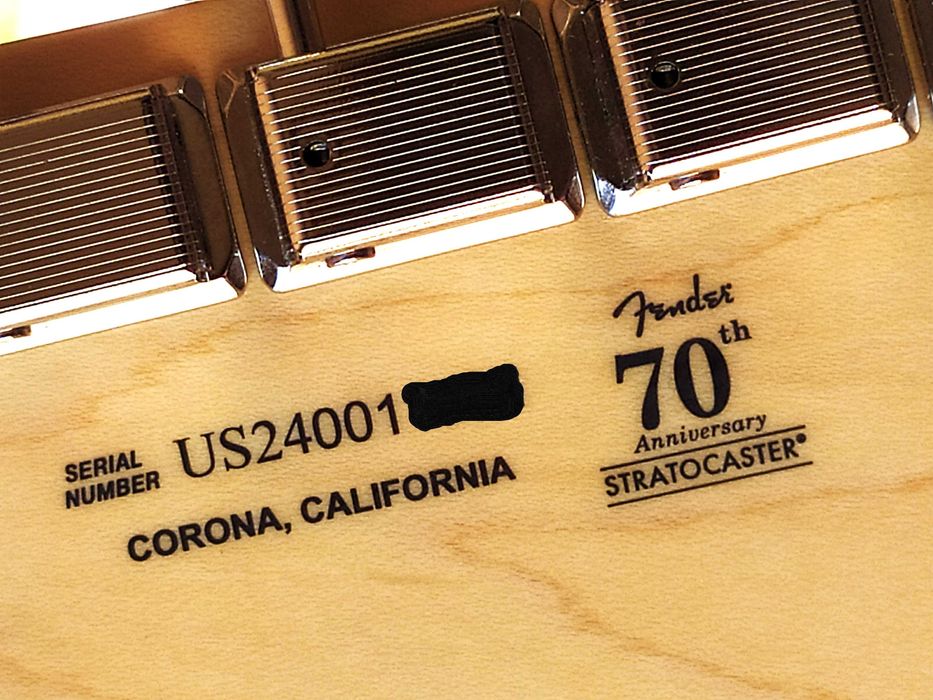 SERIAL
NUMBER
US24001
CORONA, CALIFORNIA
Fender
70th
Anniversary
STRATOCASTER®